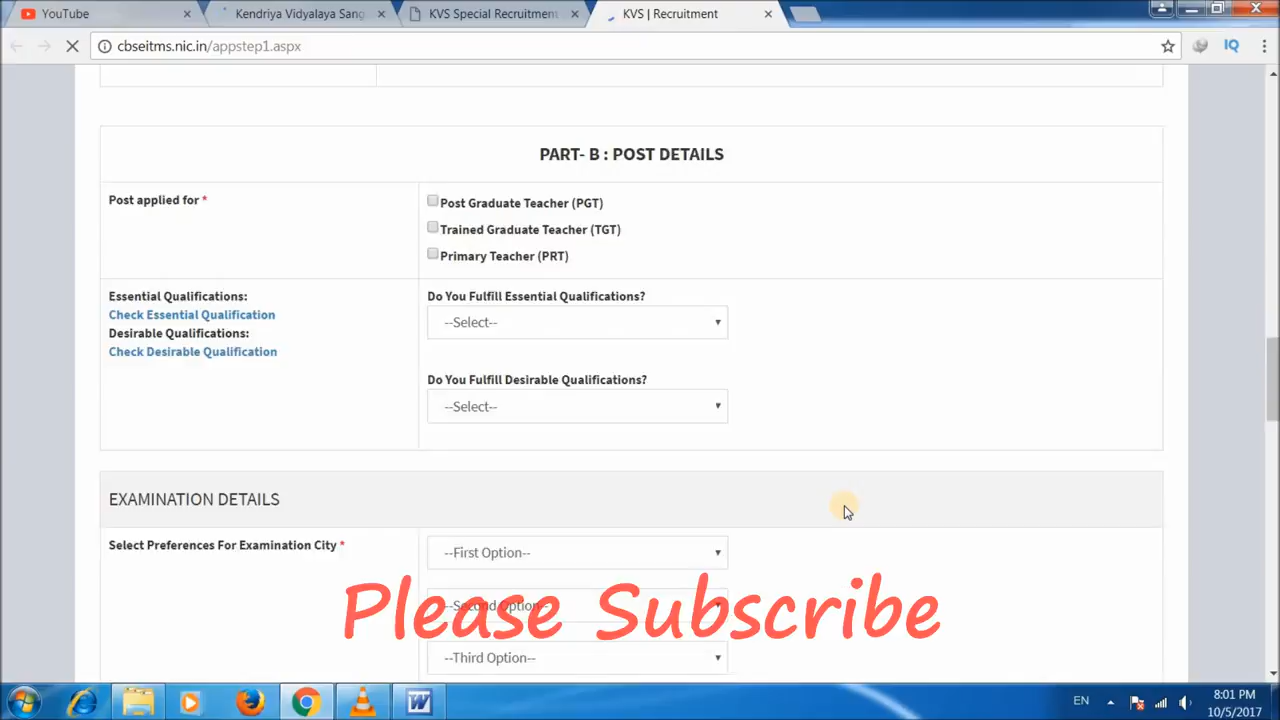 YouTube
Kendriya Vidyalaya Sang
KVS Special Recruitment
KVS | Recruitment
IQ
cbseitms.nic.in/appstep1.aspx
PART- B : POST DETAILS
Post applied for *
Post Graduate Teacher (PGT)
Trained Graduate Teacher (TGT)
Primary Teacher (PRT)
Essential Qualifications:
Check Essential Qualification
Desirable Qualifications:
Check Desirable Qualification
Do You Fulfill Essential Qualifications?
--Select--
Do You Fulfill Desirable Qualifications?
--Select--
EXAMINATION DETAILS
Select Preferences For Examination City *
--First Option--
--Second Option--
--Third Option--
Please Subscribe
EN
8:01 PM
10/5/2017